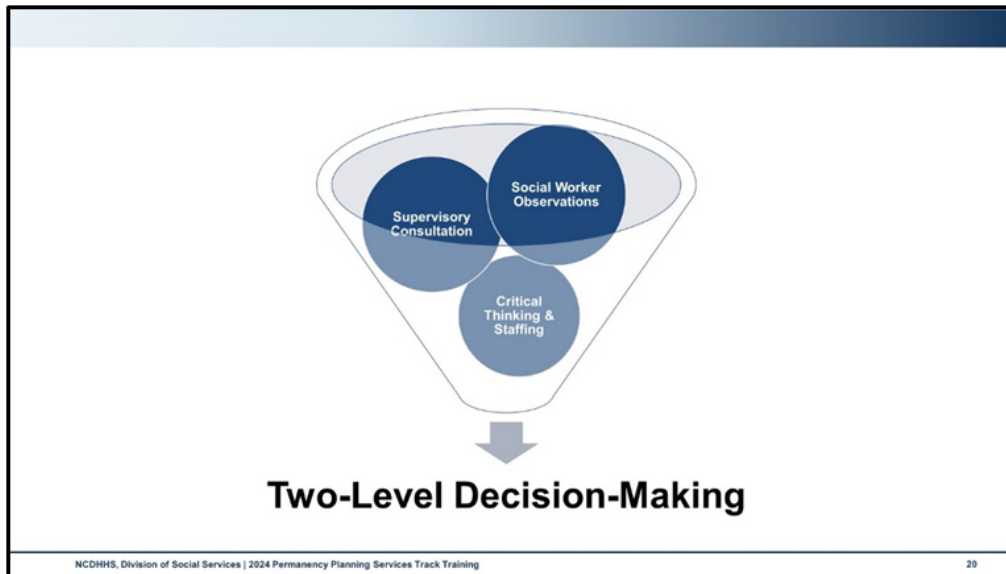 Social Worker
Observations
Supervisory
Consultation
Critical
Thinking &
Staffing
Two-Level Decision-Making
NCDHHS, Division of Social Services | 2024 Permanency Planning Services Track Training
20